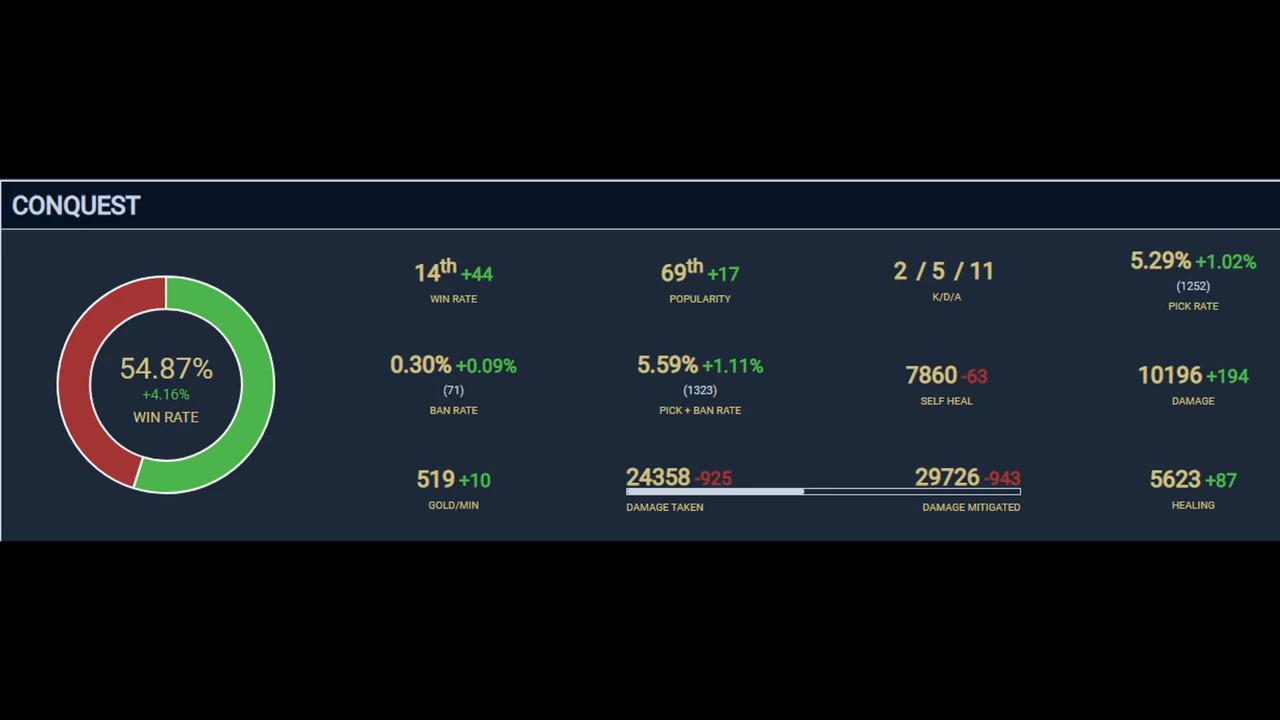 CONQUEST
54.87%
+4.16%
WIN RATE
14th +44
WIN RATE
69th +17
POPULARITY
2 / 5 / 11
K/D/A
5.29% +1.02%
(1252)
PICK RATE
0.30% +0.09%
(71)
BAN RATE
5.59% +1.11%
(1323)
PICK + BAN RATE
7860 -63
SELF HEAL
10196 +194
DAMAGE
519 +10
GOLD/MIN
24358 -925
DAMAGE TAKEN
29726 -943
DAMAGE MITIGATED
5623 +87
HEALING